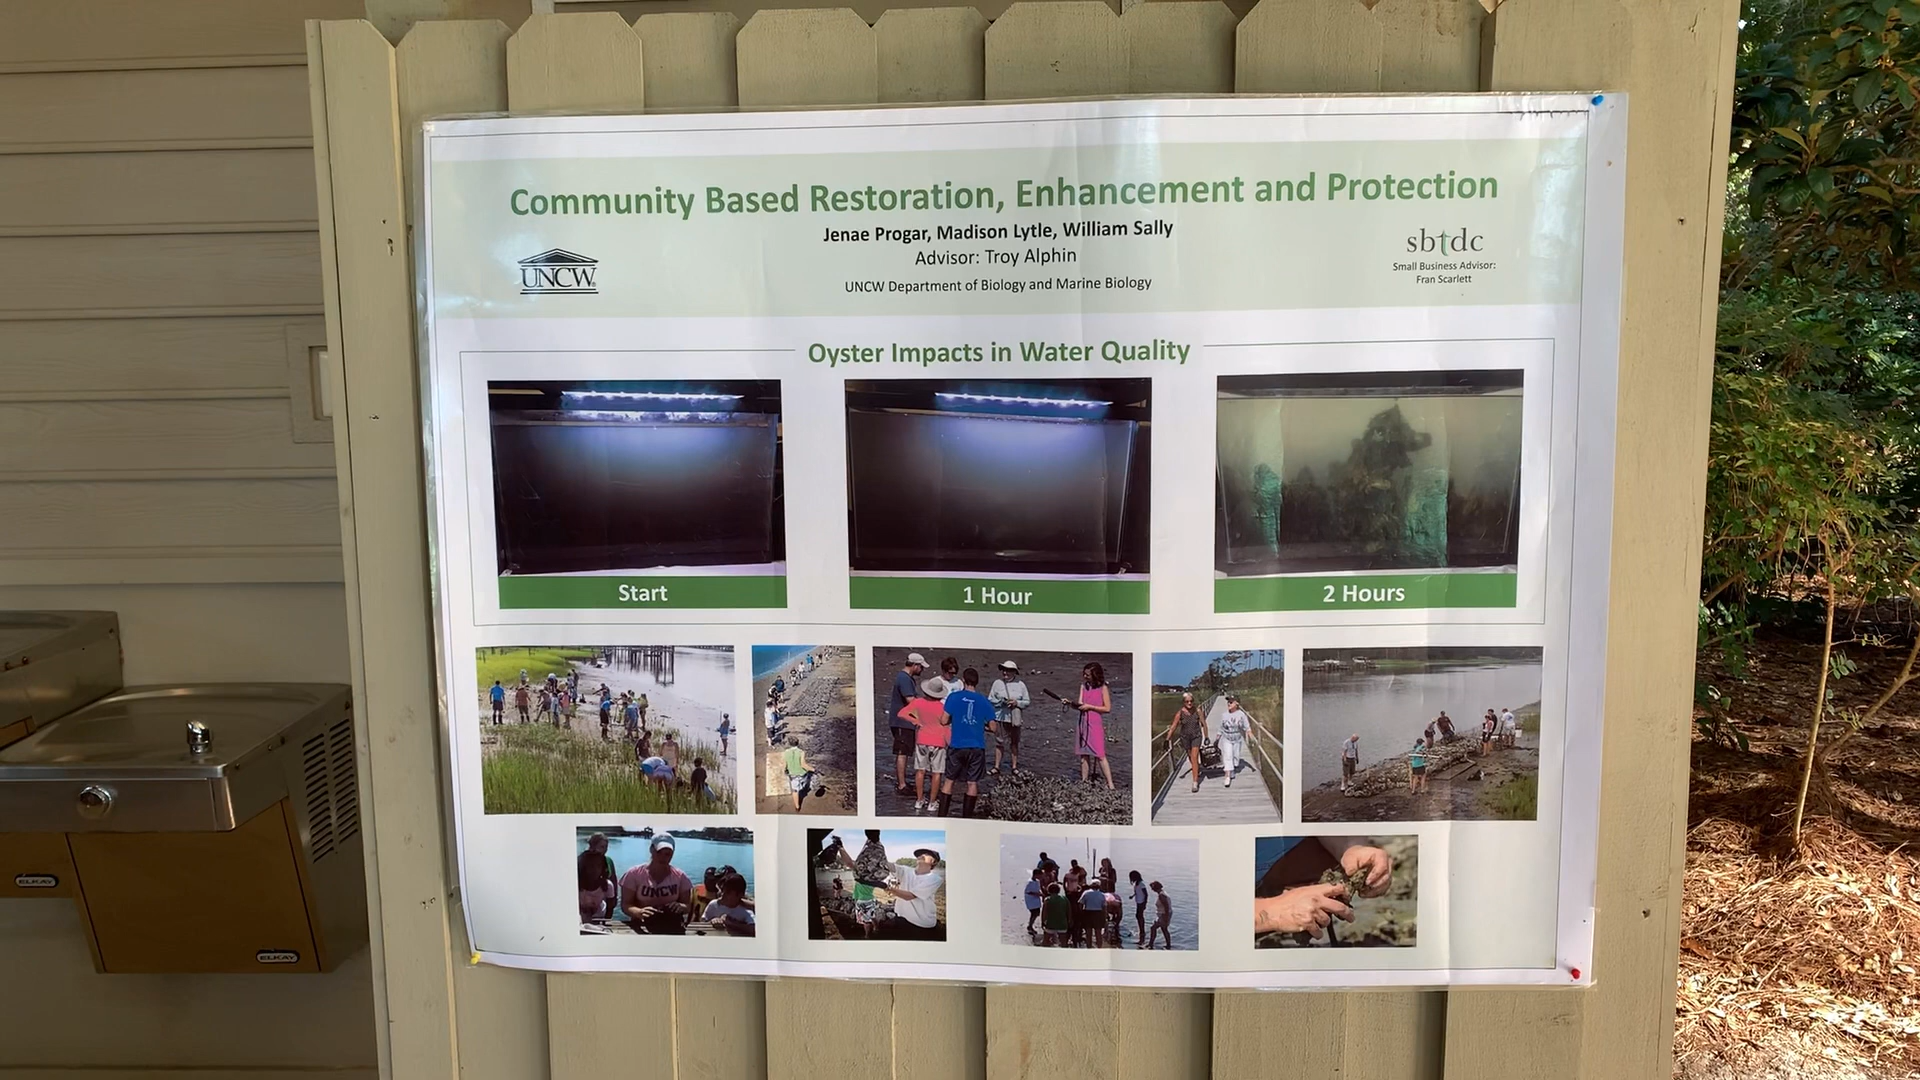 Community Based Restoration, Enhancement and Protection
Jenae Progar, Madison Lytle, William Sally
Advisor: Troy Alphin
UNCW Department of Biology and Marine Biology
UNCW
sbtdc
Small Business Advisor:
Fran Scarlett
Oyster Impacts in Water Quality
Start
1 Hour
2 Hours
UNCW
ELKAY
ELKAY